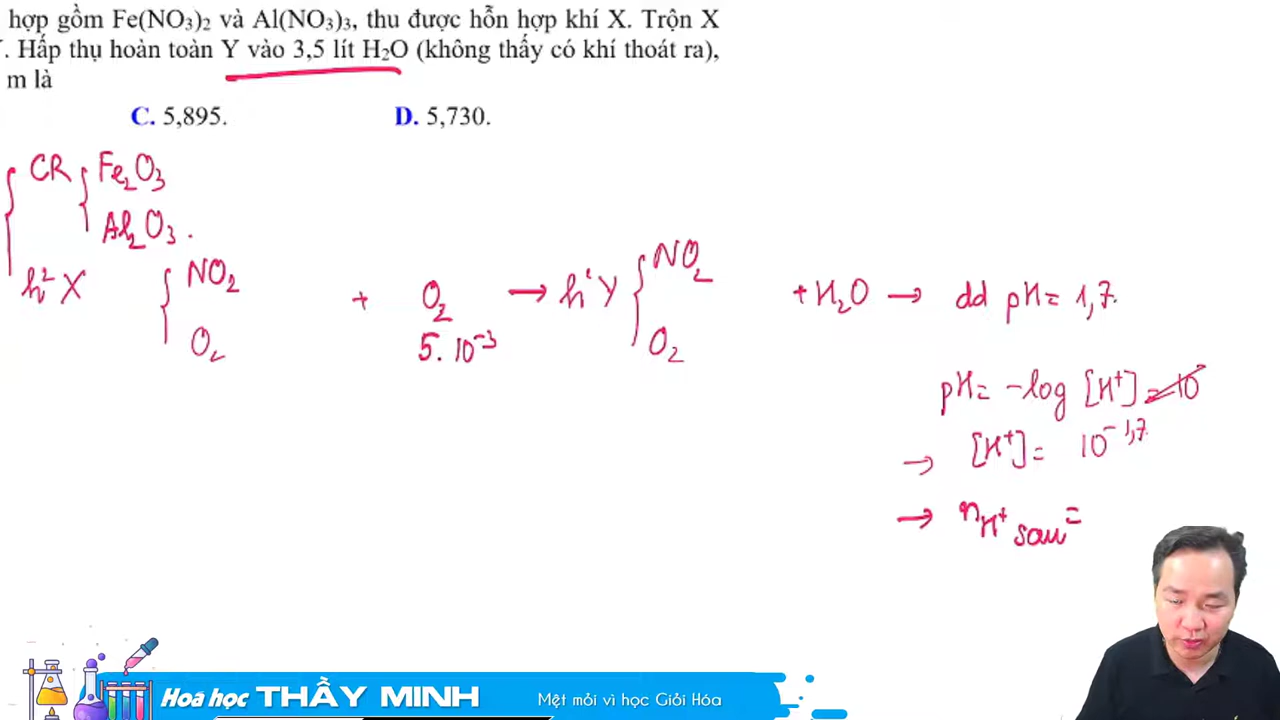 hợp gồm Fe(NO₃)₂ và Al(NO₃)₃, thu được hỗn hợp khí X. Trộn X
. Hấp thụ hoàn toàn Y vào 3,5 lít H₂O (không thấy có khí thoát ra),
m là
C. 5,895. D. 5,730.
CR { Fe₂O₃
Al₂O₃.
h² X { NO₂
O₂
+ O₂ → h² Y { NO₂
5.10⁻³ O₂
+ H₂O → dd pH = 1,7.
pH = -log [H⁺] = 10
→ [H⁺] = 10⁻¹,⁷
→ nH⁺ sau =
Hoá học THẦY MINH
Mệt mỏi vì học Giỏi Hóa